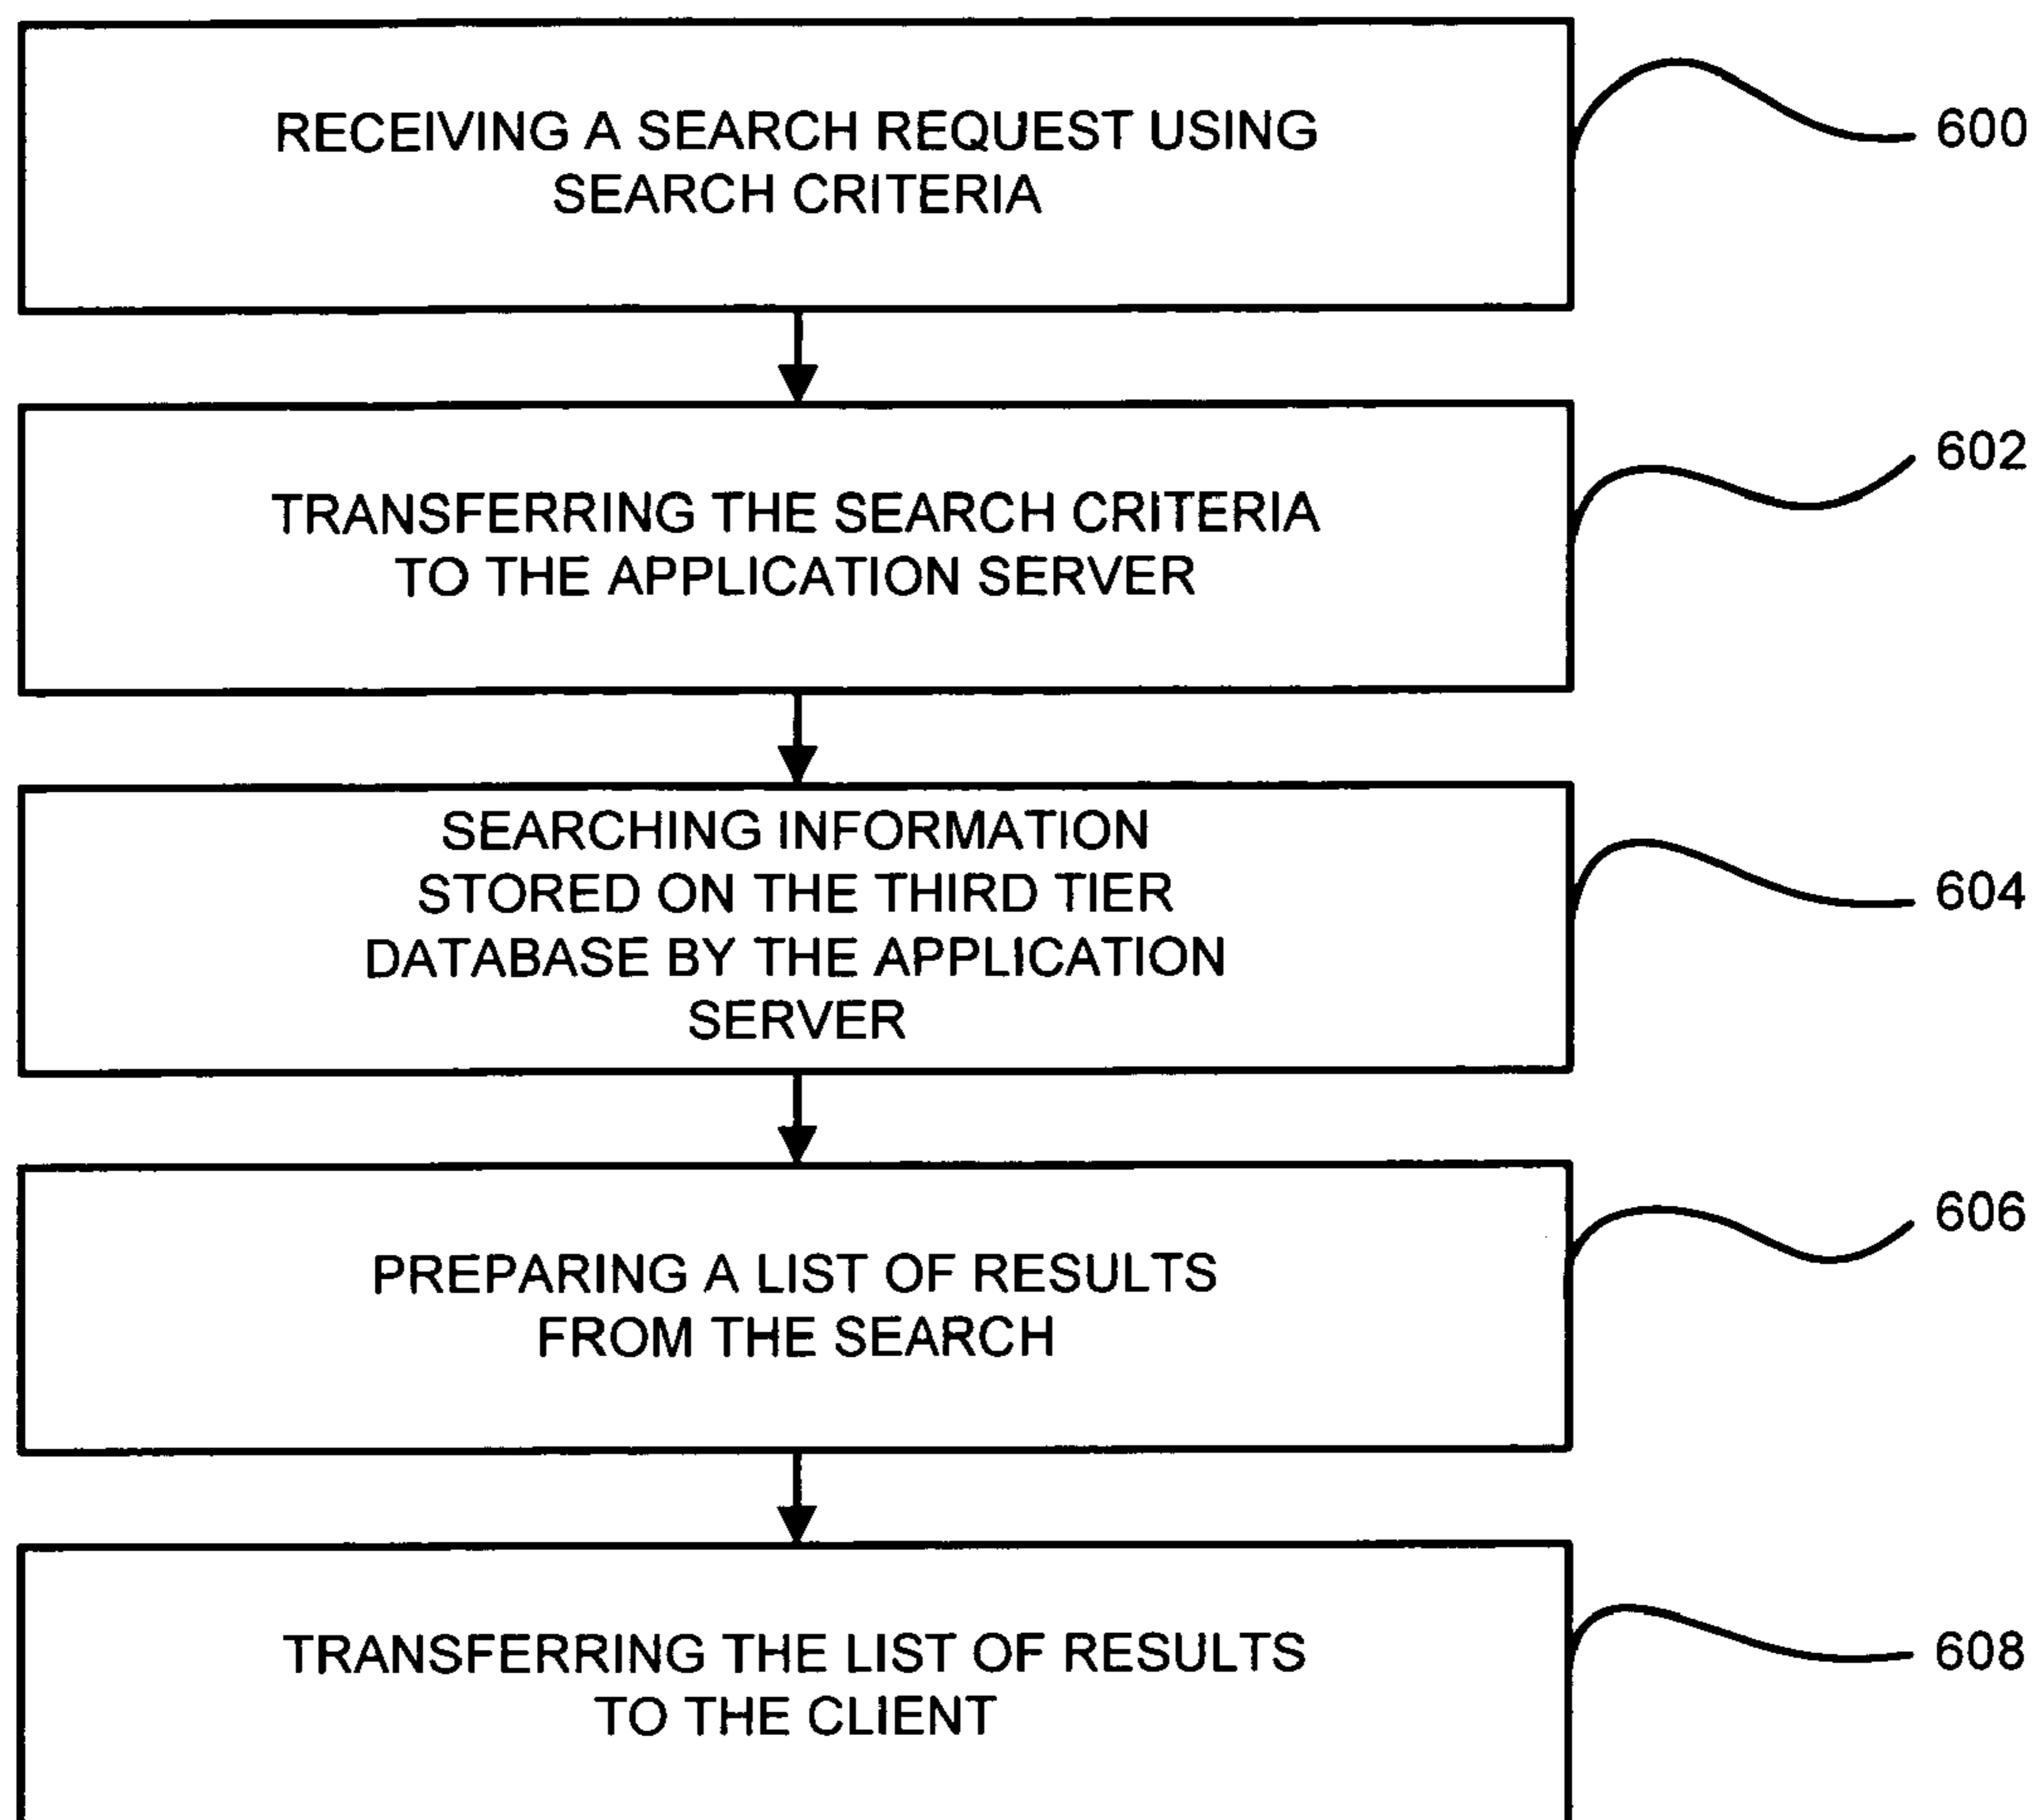 RECEIVING A SEARCH REQUEST USING
SEARCH CRITERIA
600
TRANSFERRING THE SEARCH CRITERIA
TO THE APPLICATION SERVER
602
SEARCHING INFORMATION
STORED ON THE THIRD TIER
DATABASE BY THE APPLICATION
SERVER
604
PREPARING A LIST OF RESULTS
FROM THE SEARCH
606
TRANSFERRING THE LIST OF RESULTS
TO THE CLIENT
608